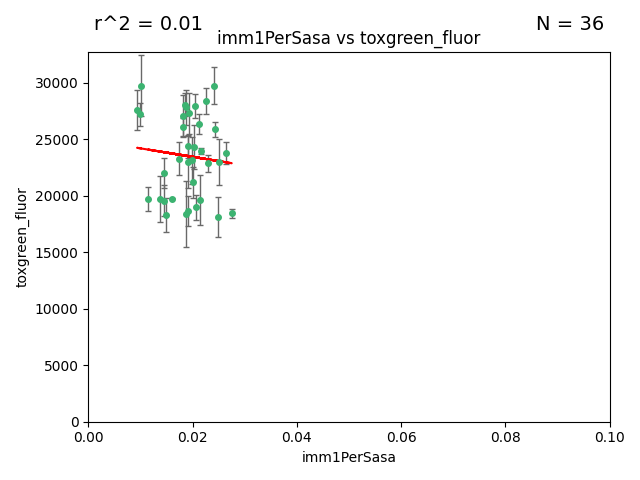 r^2 = 0.01
N = 36
imm1PerSasa vs toxgreen_fluor
30000
25000
20000
15000
10000
5000
0
toxgreen_fluor
0.00
0.02
0.04
0.06
0.08
0.10
imm1PerSasa